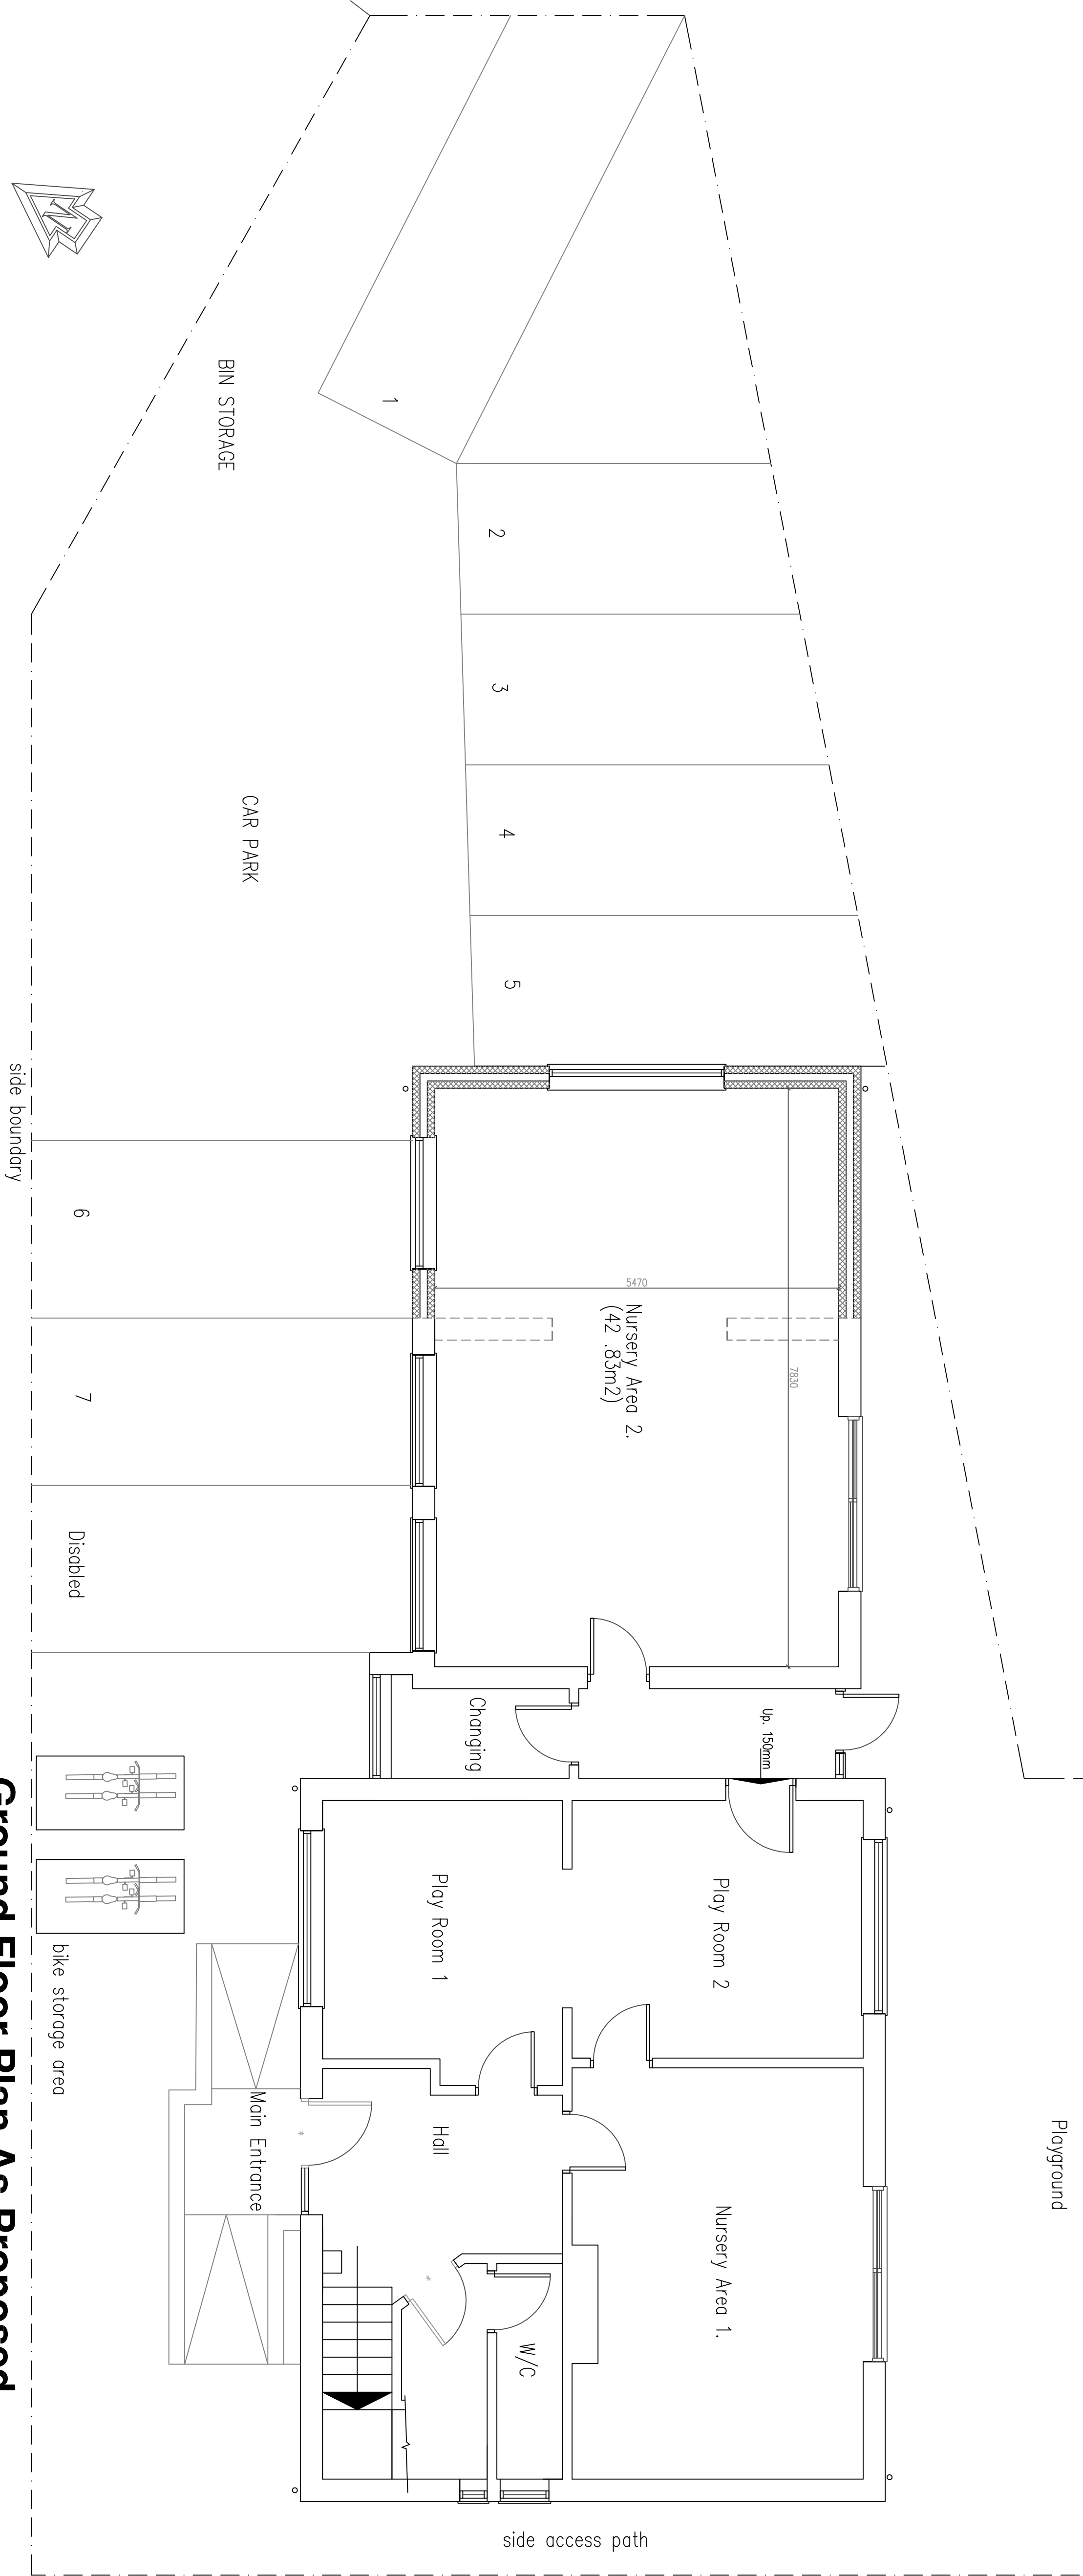 Playground
side access path
Nursery Area 1.
W/C
Hall
Main Entrance
Play Room 2
Play Room 1
bike storage area
Up. 150mm
Changing
Nursery Area 2.
(42 .83m2)
5470
7830
Disabled
7
6
side boundary
5
4
3
2
1
CAR PARK
BIN STORAGE
N
Ground Floor Plan As Proposed